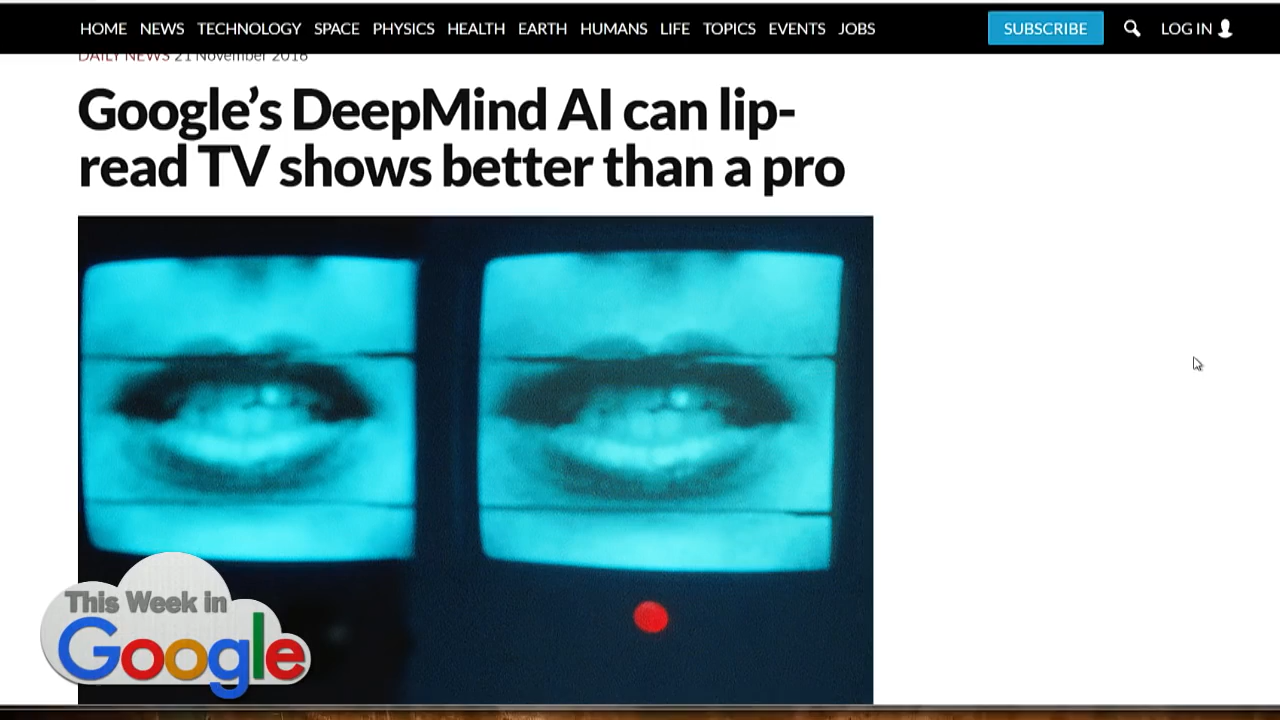 HOME NEWS TECHNOLOGY SPACE PHYSICS HEALTH EARTH HUMANS LIFE TOPICS EVENTS JOBS SUBSCRIBE LOG IN
DAILY NEWS 21 November 2016
Google's DeepMind AI can lip-
read TV shows better than a pro
This Week in
Google